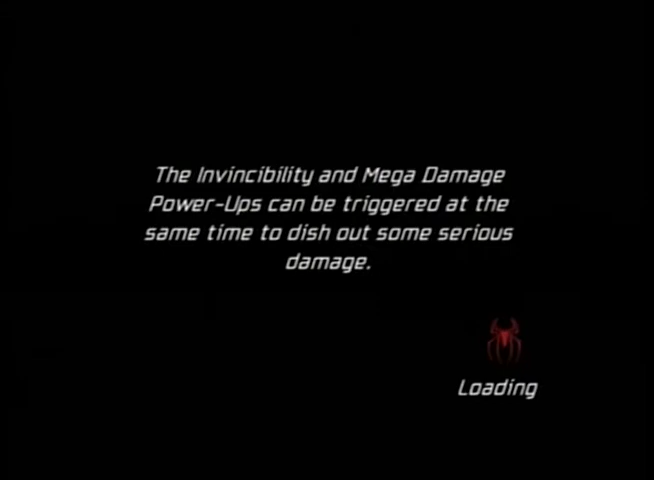 The Invincibility and Mega Damage
Power-Ups can be triggered at the
same time to dish out some serious
damage.
Loading